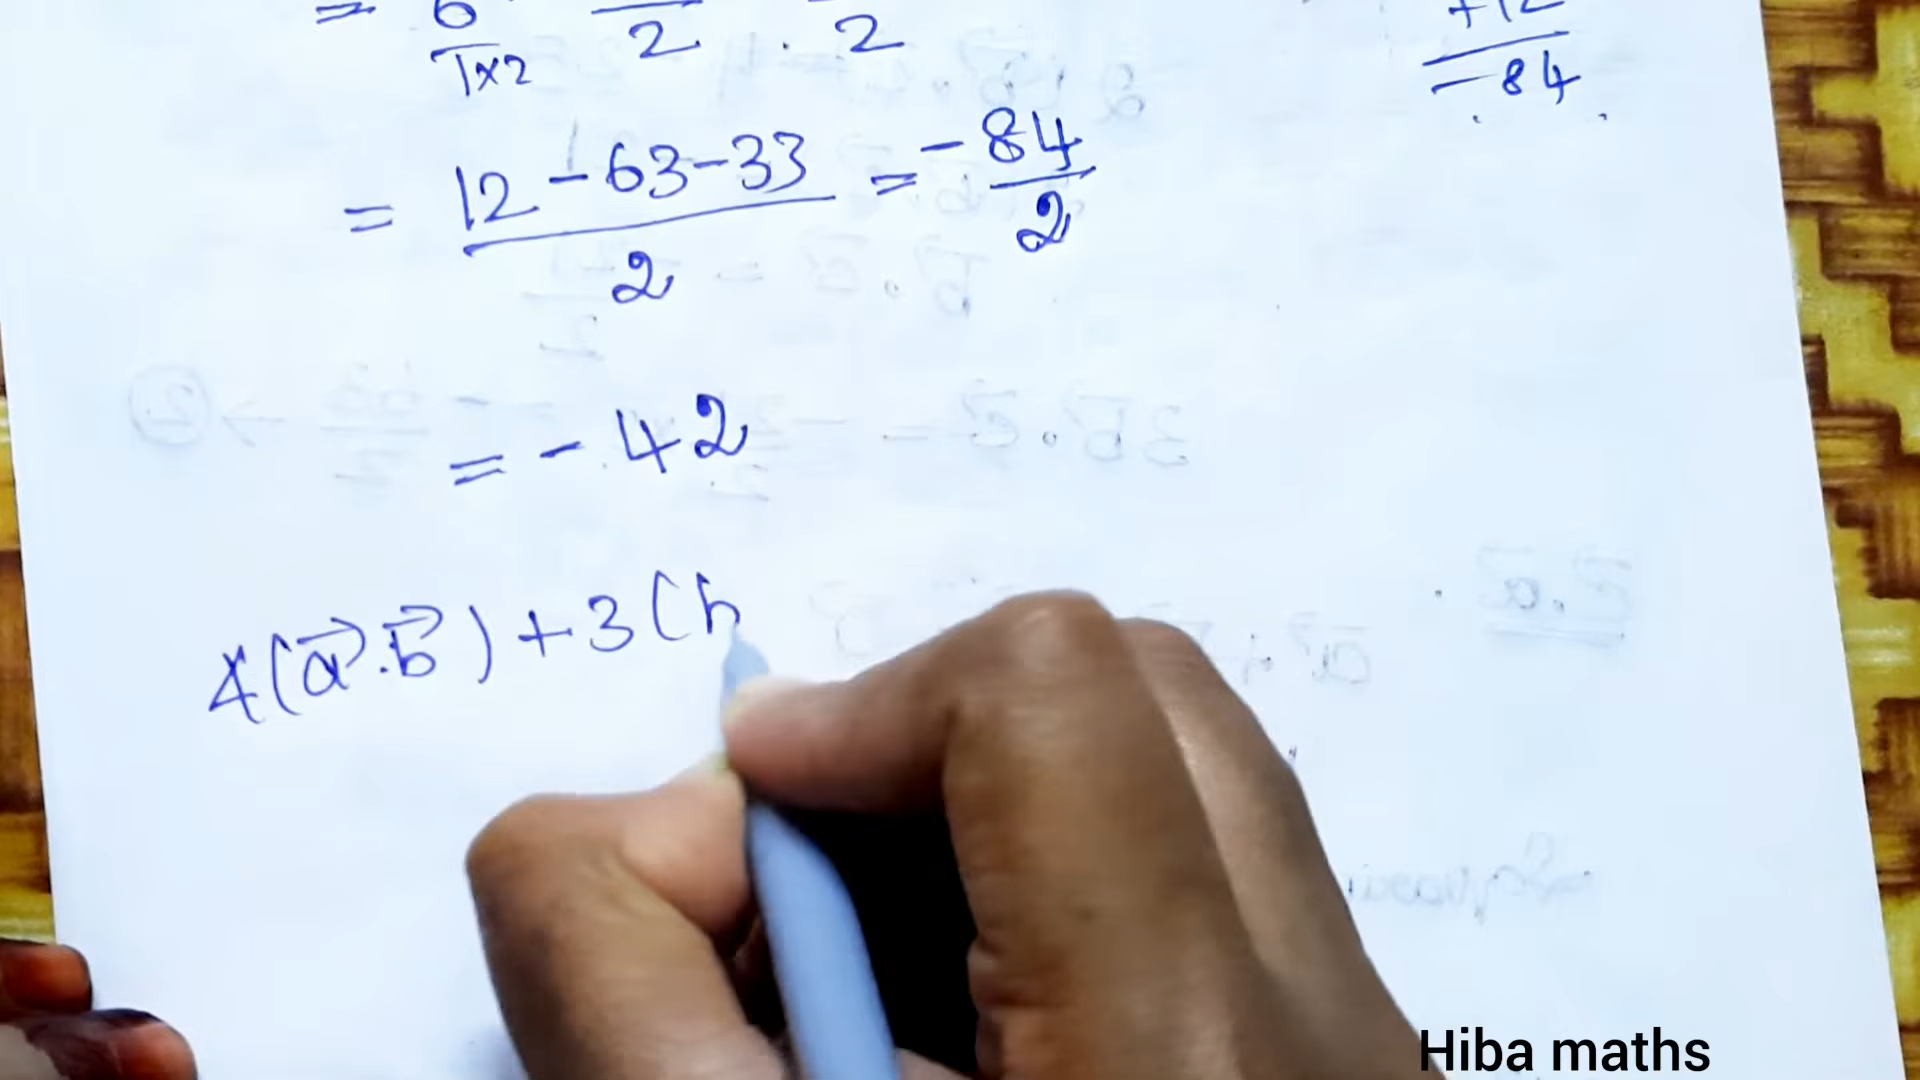 = 6/1×2 /2 /2
+12
-84
= 12-63-33/2 = -84/2
= -42
4(a⃗.b⃗)+3(b
Hiba maths